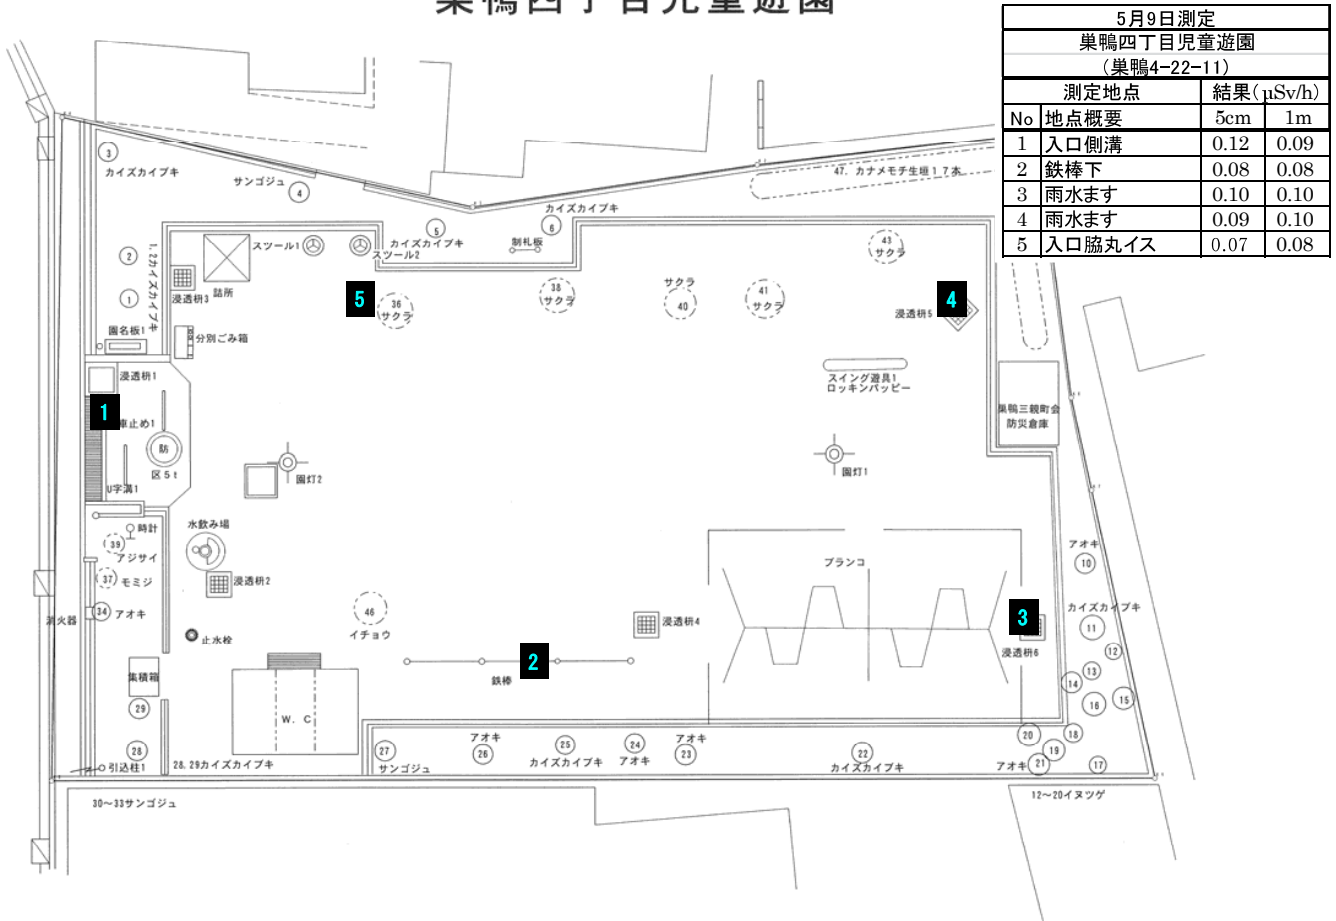 巣鴨四丁目児童遊園
5月9日測定
巣鴨四丁目児童遊園
(巣鴨4-22-11)
測定地点 結果(μSv/h)
No 地点概要 5cm 1m
1 入口側溝 0.12 0.09
2 鉄棒下 0.08 0.08
3 雨水ます 0.10 0.10
4 雨水ます 0.09 0.10
5 入口脇丸イス 0.07 0.08
3
カイズカイブキ
サンゴジュ
4
47. カナメモチ生垣17本
カイズカイブキ
5
6
カイズカイブキ
制札板
スツール1
スツール2
43
サクラ
2
1
1.2カイズカイブキ
浸透枡3
詰所
5
36
サクラ
38
サクラ
サクラ
40
41
サクラ
4
浸透枡5
園名板1
分別ごみ箱
浸透枡1
1
車止め1
防
区5t
U字溝1
スイング遊具1
ロッキンパッピー
巣鴨三親町会
防災倉庫
園灯2
園灯1
時計
水飲み場
39
アジサイ
37
モミジ
34
アオキ
消火器
浸透枡2
止水栓
46
イチョウ
浸透枡4
ブランコ
アオキ
10
カイズカイブキ
11
3
浸透枡6
12
13
14
15
16
2
鉄棒
集積箱
29
W.C
28
引込柱1
28.29カイズカイブキ
27
サンゴジュ
アオキ
26
25
カイズカイブキ
24
アオキ
アオキ
23
22
カイズカイブキ
20
18
19
アオキ
21
17
30〜33サンゴジュ
12〜20イヌツゲ